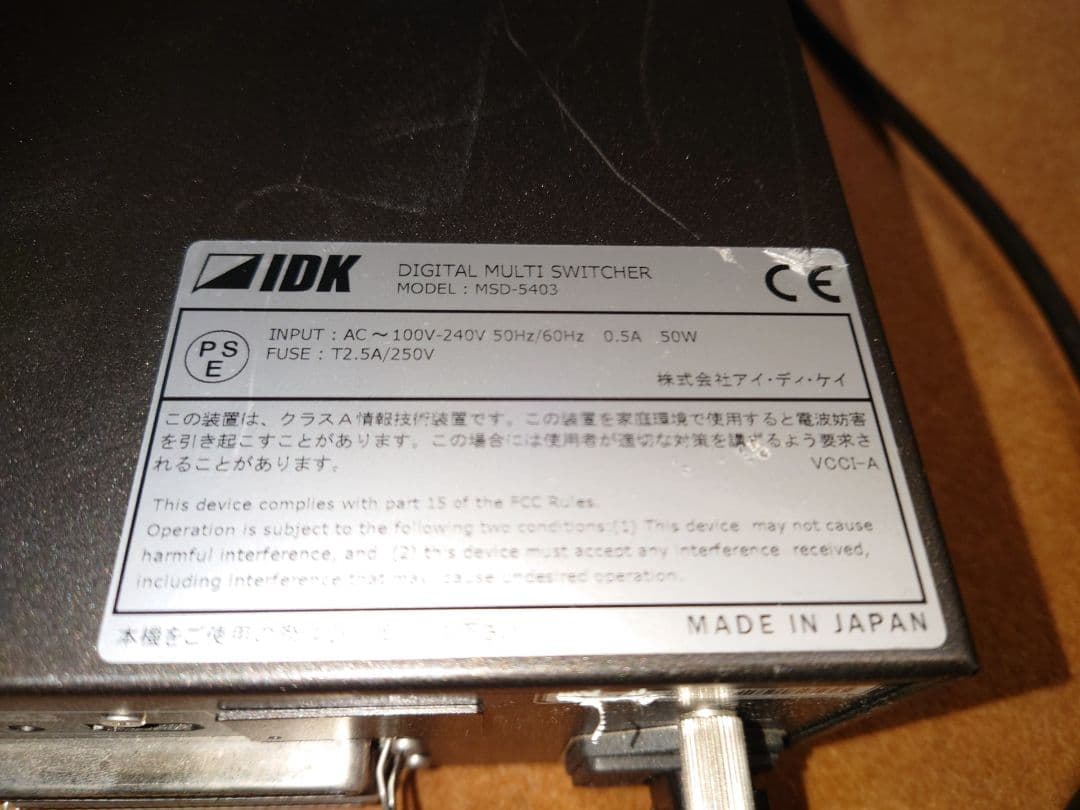 IDK
DIGITAL MULTI SWITCHER
MODEL : MSD-5403
CE
PS
E
INPUT : AC～100V-240V 50Hz/60Hz 0.5A 50W
FUSE : T2.5A/250V
株式会社アイ・ディ・ケイ
この装置は、クラスA情報技術装置です。この装置を家庭環境で使用すると電波妨害
を引き起こすことがあります。この場合には使用者が適切な対策を講ずるよう要求さ
れることがあります。 VCCI-A
This device complies with part 15 of the FCC Rules.
Operation is subject to the following two conditions:(1) This device may not cause
harmful interference, and (2) this device must accept any interference received,
including interference that may cause undesired operation.
本機をご使用の
MADE IN JAPAN